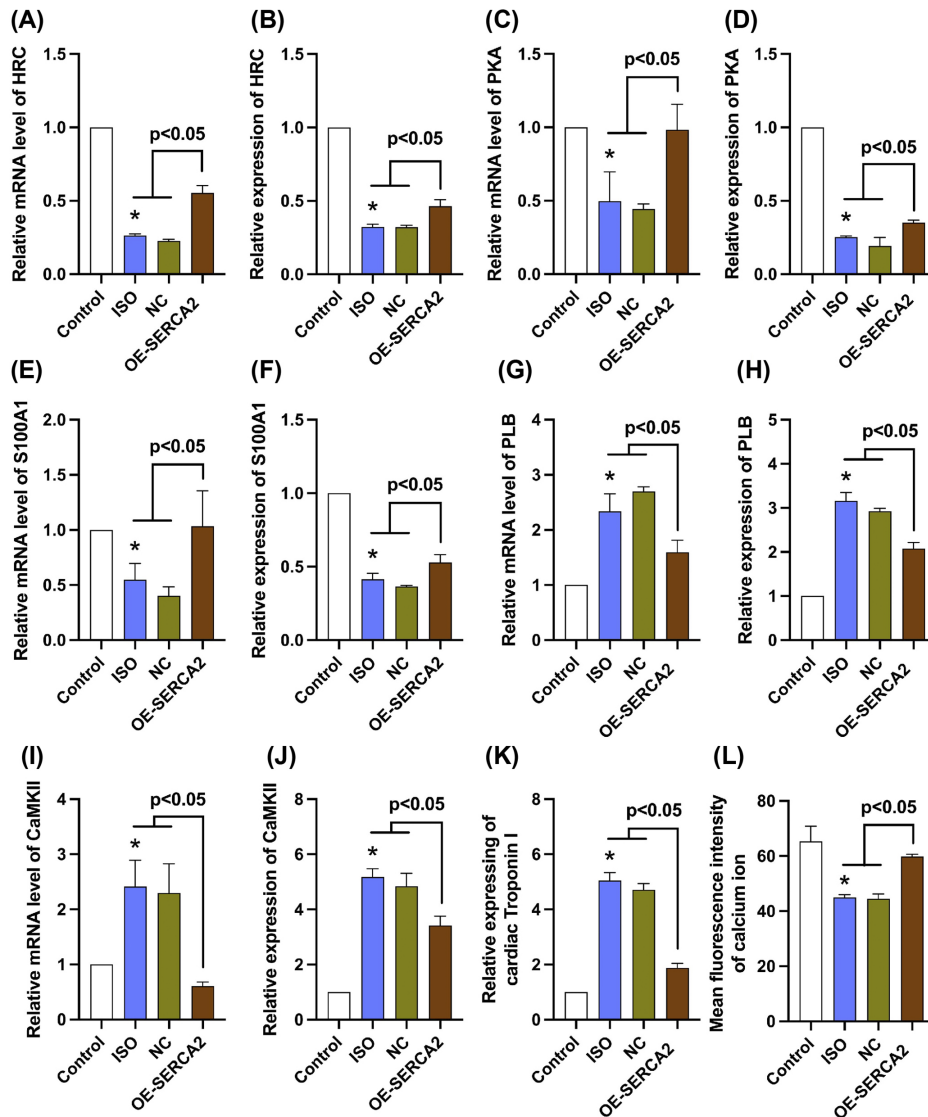 (A)
Relative mRNA level of HRC
1.5
1.0
0.5
0.0
p<0.05
*
Control
ISO
NC
OE-SERCA2
(B)
Relative expression of HRC
1.5
1.0
0.5
0.0
p<0.05
*
Control
ISO
NC
OE-SERCA2
(C)
Relative mRNA level of PKA
1.5
1.0
0.5
0.0
p<0.05
*
Control
ISO
NC
OE-SERCA2
(D)
Relative expression of PKA
1.5
1.0
0.5
0.0
p<0.05
*
Control
ISO
NC
OE-SERCA2
(E)
Relative mRNA level of S100A1
2.0
1.5
1.0
0.5
0.0
p<0.05
*
Control
ISO
NC
OE-SERCA2
(F)
Relative expression of S100A1
1.5
1.0
0.5
0.0
p<0.05
*
Control
ISO
NC
OE-SERCA2
(G)
Relative mRNA level of PLB
4
3
2
1
0
p<0.05
*
Control
ISO
NC
OE-SERCA2
(H)
Relative expression of PLB
5
4
3
2
1
0
p<0.05
*
Control
ISO
NC
OE-SERCA2
(I)
Relative mRNA level of CaMKII
4
3
2
1
0
p<0.05
*
Control
ISO
NC
OE-SERCA2
(J)
Relative expression of CaMKII
8
6
4
2
0
p<0.05
*
Control
ISO
NC
OE-SERCA2
(K)
Relative expressing of
cardiac Troponin I
8
6
4
2
0
p<0.05
*
Control
ISO
NC
OE-SERCA2
(L)
Mean fluorescence intensity
of calcium ion
80
60
40
20
0
p<0.05
*
Control
ISO
NC
OE-SERCA2